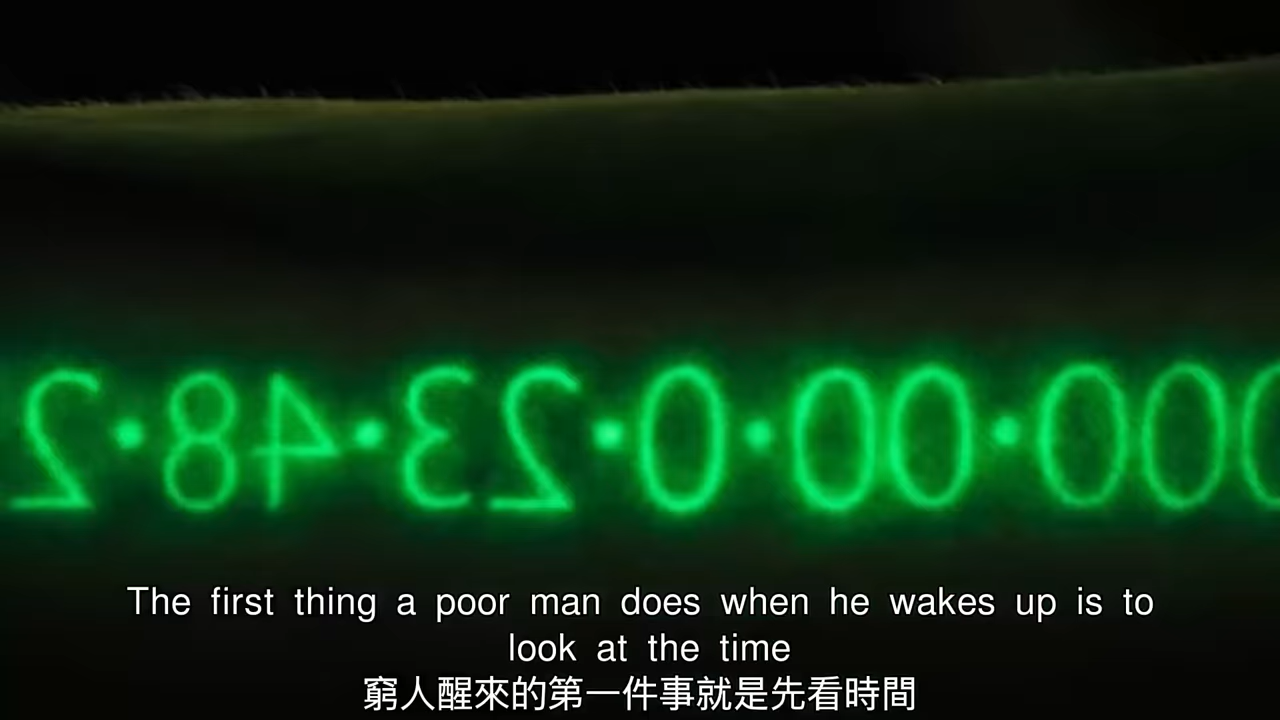 000·00·0·23·48·2
The first thing a poor man does when he wakes up is to
look at the time
窮人醒來的第一件事就是先看時間